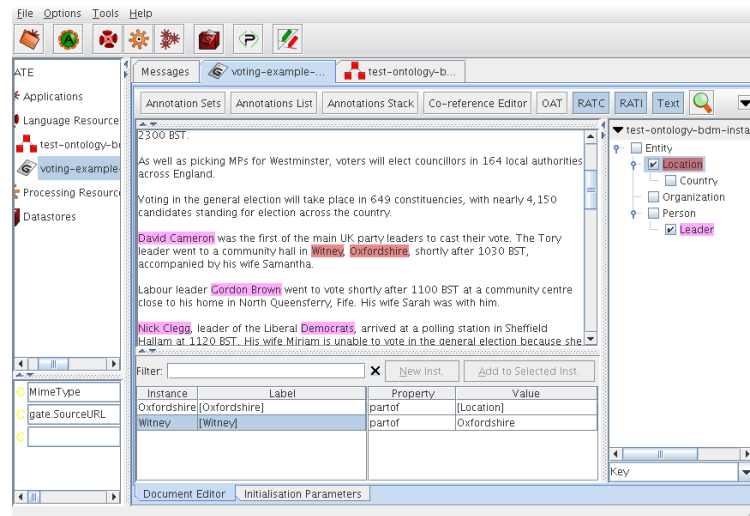 File Options Tools Help
ATE
Applications
Language Resource
test-ontology-b
voting-example-
Processing Resourc
Datastores
MimeType
gate.SourceURL
Messages voting-example-... test-ontology-b...
Annotation Sets Annotations List Annotations Stack Co-reference Editor OAT RATC RATI Text
2300 BST.
As well as picking MPs for Westminster, voters will elect councillors in 164 local authorities
across England.
Voting in the general election will take place in 649 constituencies, with nearly 4,150
candidates standing for election across the country.
David Cameron was the first of the main UK party leaders to cast their vote. The Tory
leader went to a community hall in Witney, Oxfordshire, shortly after 1030 BST,
accompanied by his wife Samantha.
Labour leader Gordon Brown went to vote shortly after 1100 BST at a community centre
close to his home in North Queensferry, Fife. His wife Sarah was with him.
Nick Clegg, leader of the Liberal Democrats, arrived at a polling station in Sheffield
Hallam at 1120 BST. His wife Miriam is unable to vote in the general election because she
Filter: New Inst. Add to Selected Inst.
Instance Label Property Value
Oxfordshire [Oxfordshire] partof [Location]
Witney [Witney] partof Oxfordshire
Document Editor Initialisation Parameters
test-ontology-bdm-insta
Entity
Location
Country
Organization
Person
Leader
Key